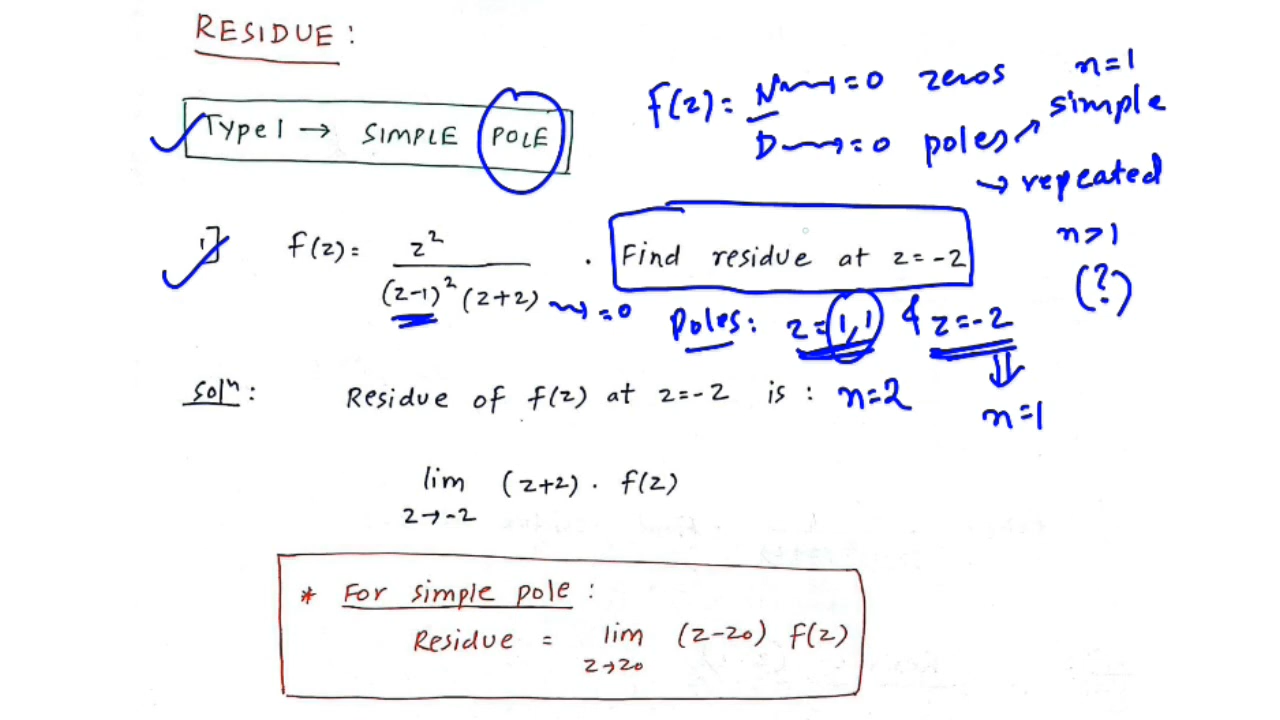 RESIDUE:
Type 1 → SIMPLE POLE
f(z) = N = 0 zeros
D = 0 poles → simple n=1
→ repeated n>1 (?)
1] f(z) = z² / (z-1)² (z+2) = 0 . Find residue at z = -2
Poles: z = 1,1 & z = -2
n=2
n=1
solⁿ: Residue of f(z) at z=-2 is :
lim (z+2) . f(z)
z→-2
* For simple pole :
Residue = lim (z-z0) f(z)
z→z0